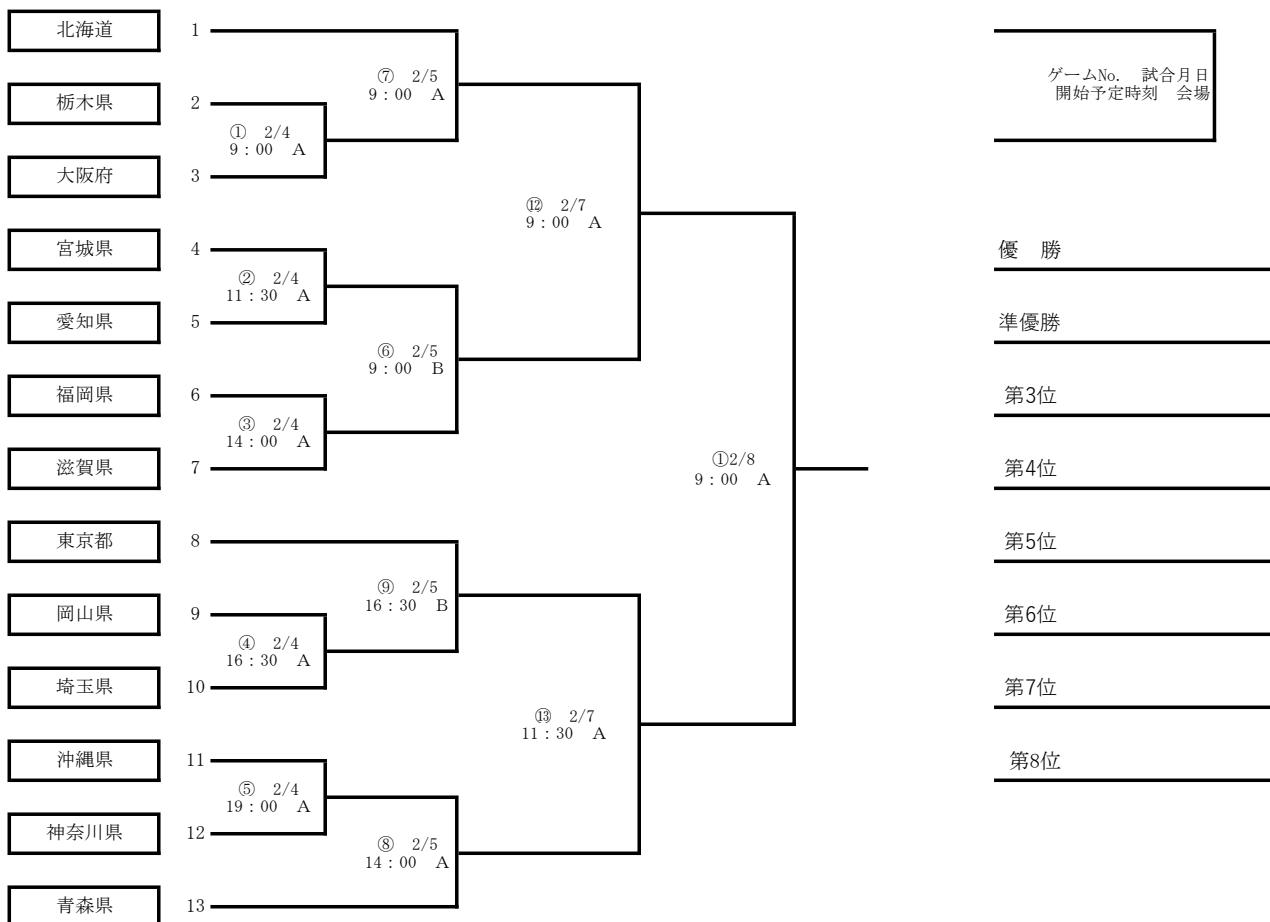 北海道 1
⑦ 2/5
9:00 A
ゲームNo. 試合月日
開始予定時刻 会場
栃木県 2
① 2/4
9:00 A
大阪府 3
⑫ 2/7
9:00 A
宮城県 4
優 勝
② 2/4
11:30 A
愛知県 5
準優勝
⑥ 2/5
9:00 B
福岡県 6
第3位
③ 2/4
14:00 A
滋賀県 7
①2/8
9:00 A
第4位
東京都 8
第5位
⑨ 2/5
16:30 B
岡山県 9
第6位
④ 2/4
16:30 A
埼玉県 10
第7位
⑬ 2/7
11:30 A
沖縄県 11
第8位
⑤ 2/4
19:00 A
神奈川県 12
⑧ 2/5
14:00 A
青森県 13